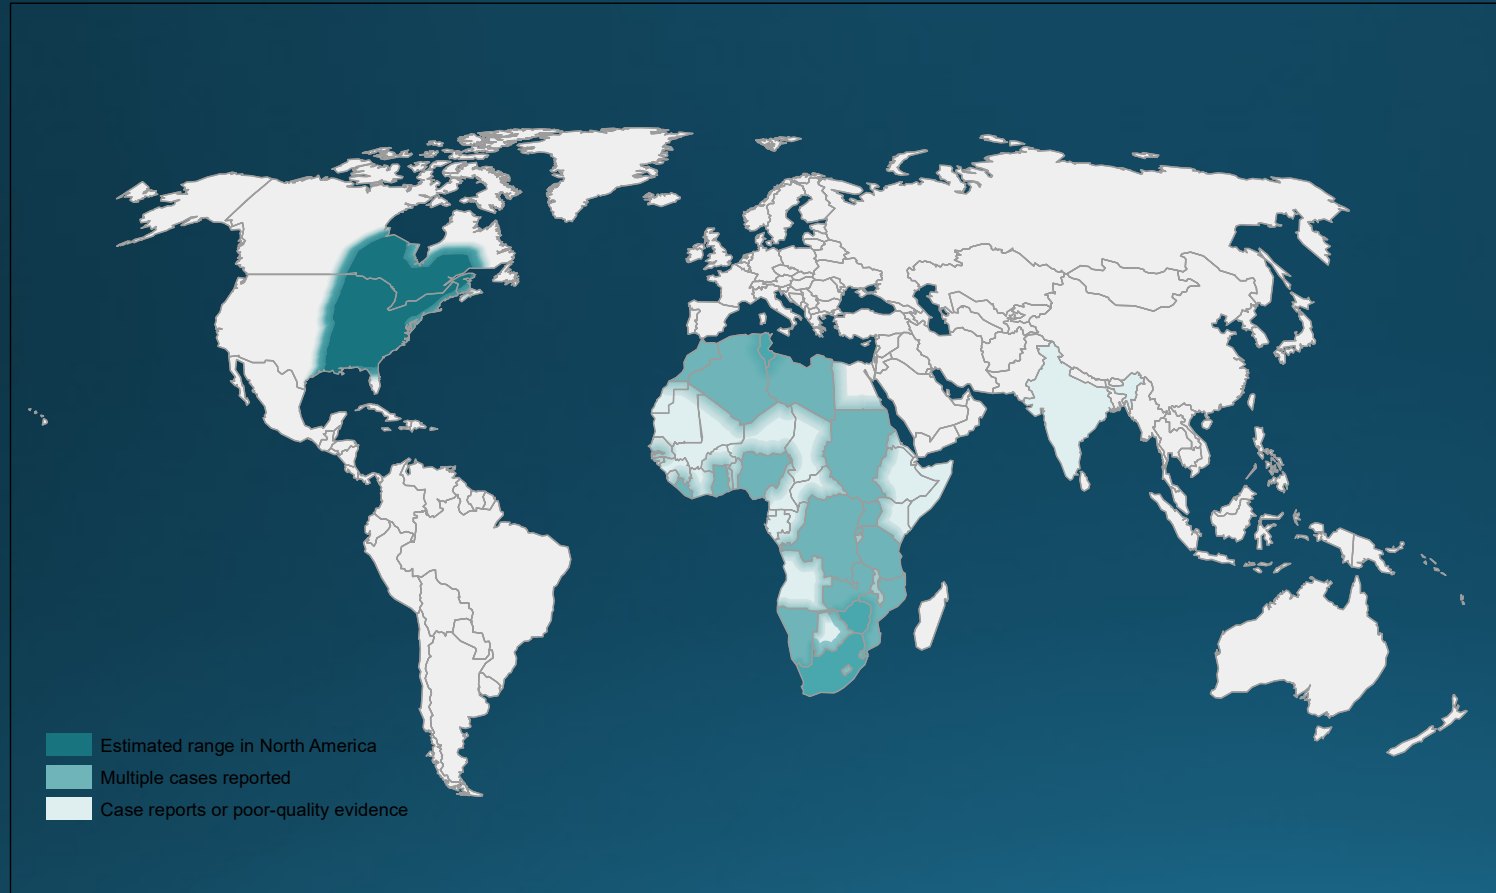 Estimated range in North America
Multiple cases reported
Case reports or poor-quality evidence